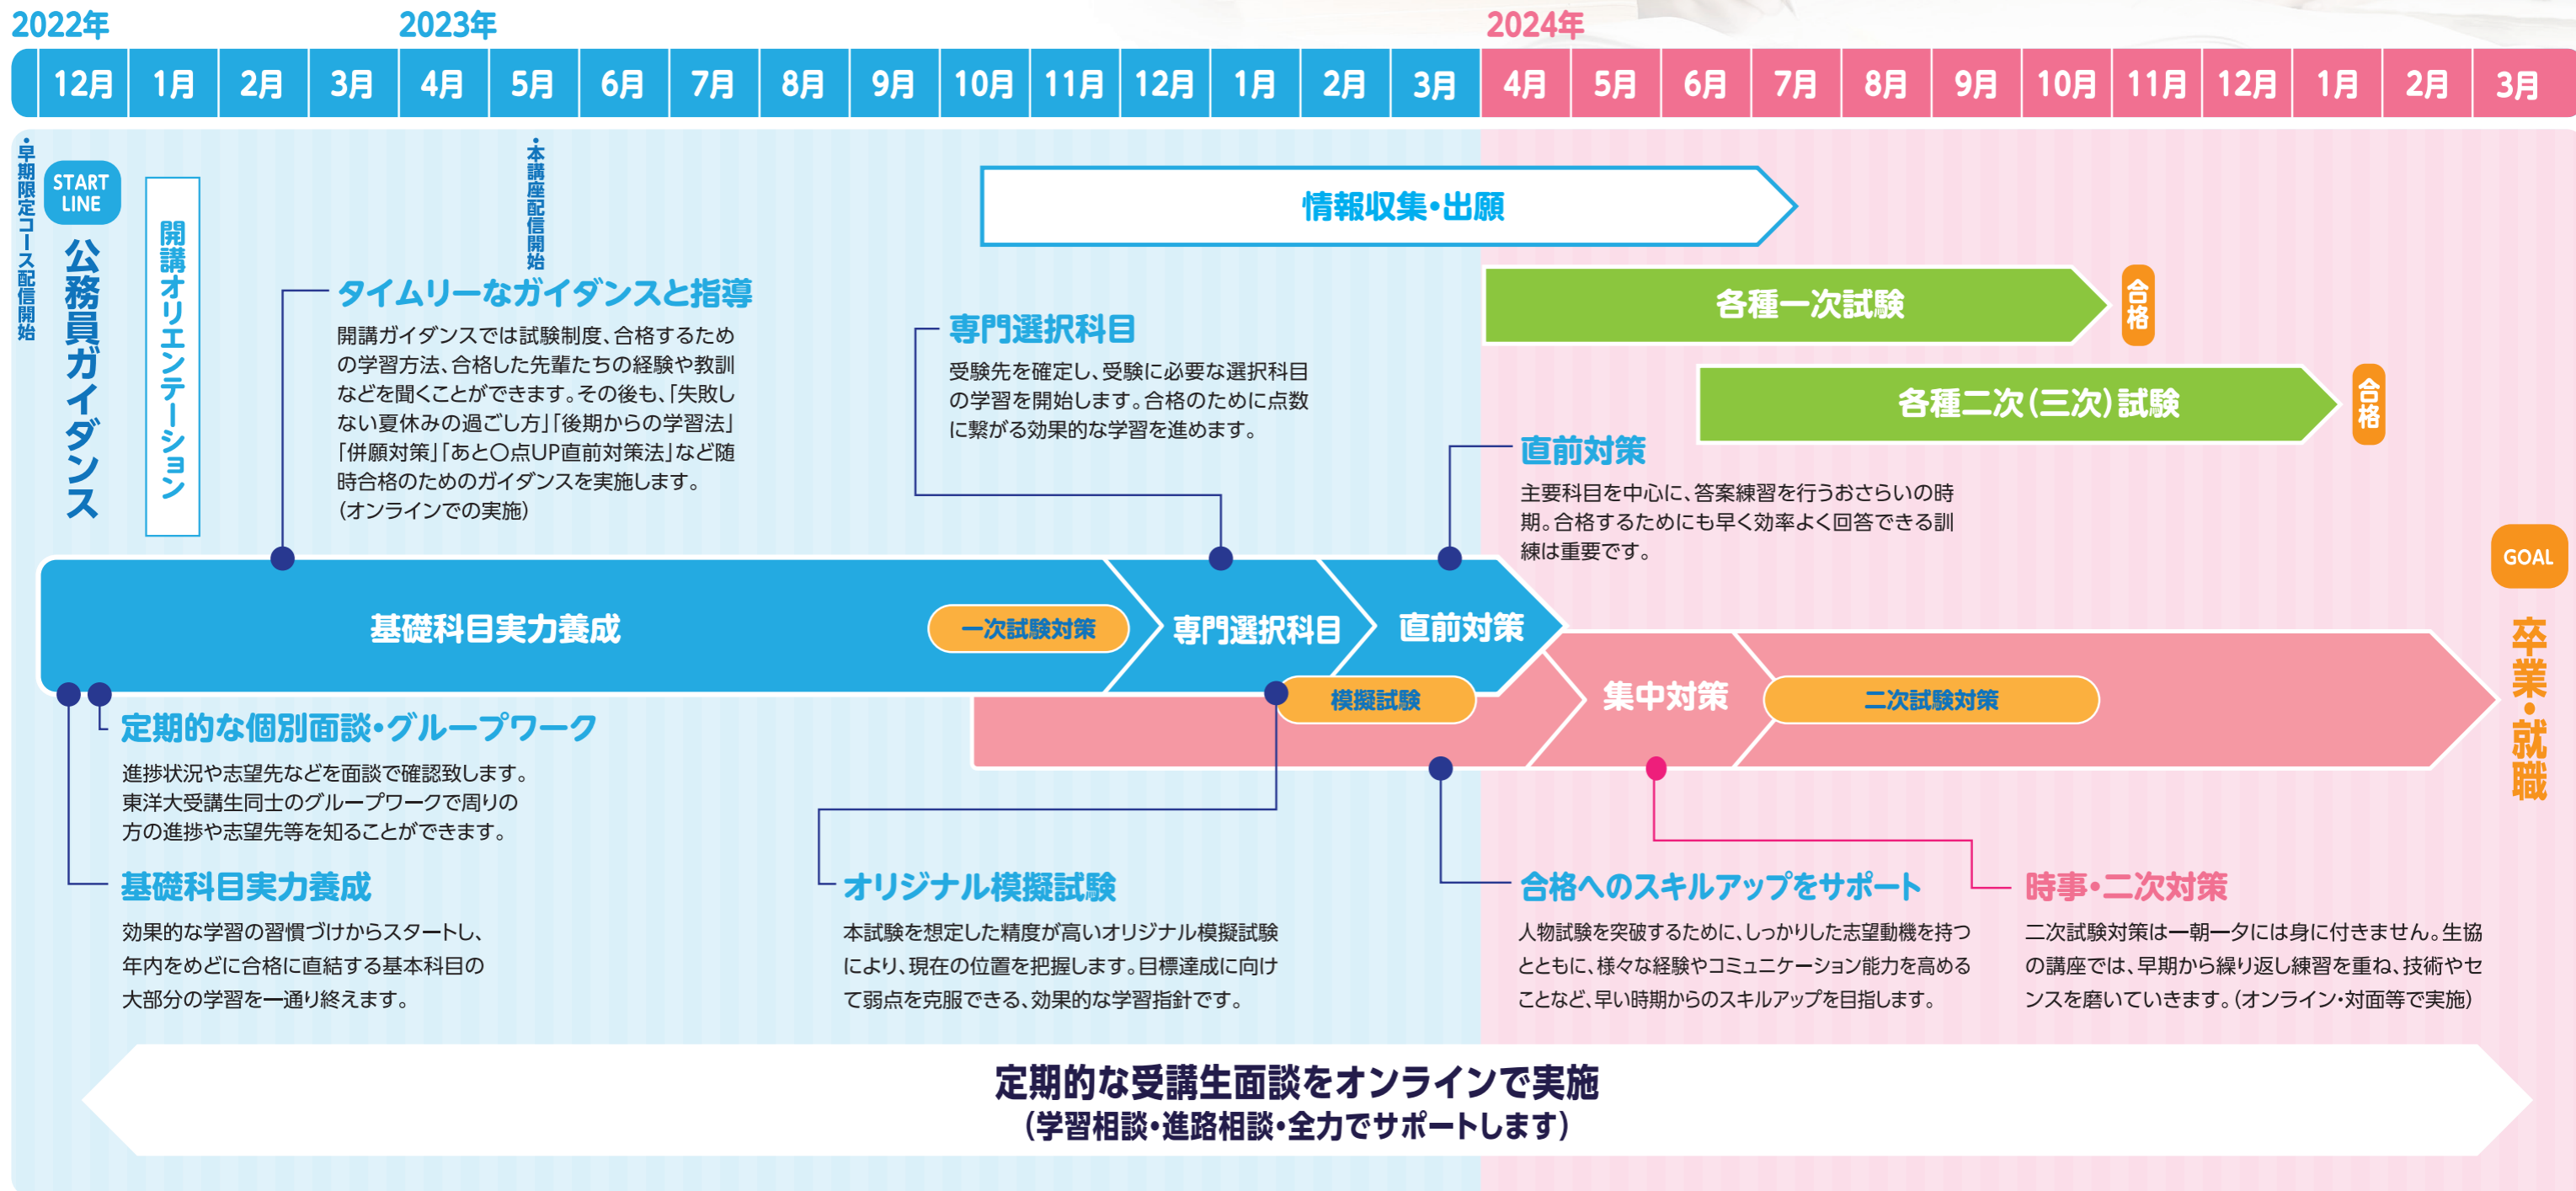 2022年
2023年
2024年
12月
1月
2月
3月
4月
5月
6月
7月
8月
9月
10月
11月
12月
1月
2月
3月
4月
5月
6月
7月
8月
9月
10月
11月
12月
1月
2月
3月
・早期限定コース配信開始
START
LINE
公務員ガイダンス
開講オリエンテーション
・本講座配信開始
情報収集・出願
各種一次試験
合格
各種二次(三次)試験
合格
タイムリーなガイダンスと指導
開講ガイダンスでは試験制度、合格するため
の学習方法、合格した先輩たちの経験や教訓
などを聞くことができます。その後も、「失敗し
ない夏休みの過ごし方」「後期からの学習法」
「併願対策」「あと〇点UP直前対策法」など随
時合格のためのガイダンスを実施します。
(オンラインでの実施)
専門選択科目
受験先を確定し、受験に必要な選択科目
の学習を開始します。合格のために点数
に繋がる効果的な学習を進めます。
直前対策
主要科目を中心に、答案練習を行うおさらいの時
期。合格するためにも早く効率よく回答できる訓
練は重要です。
GOAL
卒業・就職
基礎科目実力養成
一次試験対策
専門選択科目
直前対策
模擬試験
集中対策
二次試験対策
定期的な個別面談・グループワーク
進捗状況や志望先などを面談で確認致します。
東洋大受講生同士のグループワークで周りの
方の進捗や志望先等を知ることができます。
基礎科目実力養成
効果的な学習の習慣づけからスタートし、
年内をめどに合格に直結する基本科目の
大部分の学習を一通り終えます。
オリジナル模擬試験
本試験を想定した精度が高いオリジナル模擬試験
により、現在の位置を把握します。目標達成に向け
て弱点を克服できる、効果的な学習指針です。
合格へのスキルアップをサポート
人物試験を突破するために、しっかりした志望動機を持つ
とともに、様々な経験やコミュニケーション能力を高める
ことなど、早い時期からのスキルアップを目指します。
時事・二次対策
二次試験対策は一朝一夕には身に付きません。生協
の講座では、早期から繰り返し練習を重ね、技術やセ
ンスを磨いていきます。(オンライン・対面等で実施)
定期的な受講生面談をオンラインで実施
(学習相談・進路相談・全力でサポートします)